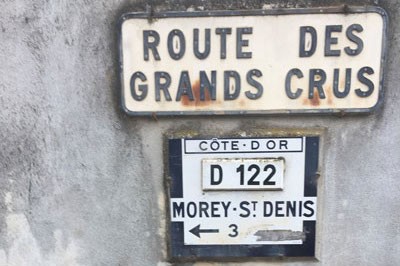 ROUTE DES
GRANDS CRUS
CÔTE-D'OR
D 122
MOREY-ST DENIS
← 3